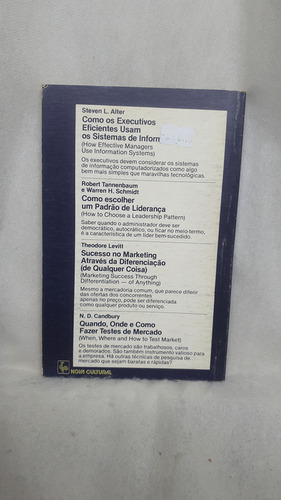 Steven L. Alter
Como os Executivos
Eficientes Usam
os Sistemas de Inform
(How Effective Managers
Use Information Systems)
Os executivos devem considerar os sistemas
de informação computadorizados como algo
bem mais simples que maravilhas tecnológicas.
Robert Tannenbaum
e Warren H. Schmidt
Como escolher
um Padrão de Liderança
(How to Choose a Leadership Pattern)
Saber quando o administrador deve ser
democrático, autocrático, ou ficar no meio-termo,
é a característica de um líder bem-sucedido.
Theodore Levitt
Sucesso no Marketing
Através da Diferenciação
(de Qualquer Coisa)
(Marketing Success Through
Differentiation — of Anything)
Mesmo a mercadoria comum, que parece diferir
das ofertas dos concorrentes
apenas no preço, pode ser diferenciada
como qualquer produto ou serviço.
N. D. Candbury
Quando, Onde e Como
Fazer Testes de Mercado
(When, Where and How to Test Market)
Os testes de mercado são trabalhosos, caros
e demorados. São também instrumento valioso para
a empresa. Há outras técnicas de pesquisa de
mercado que sejam baratas e rápidas?
NOVA CULTURAL